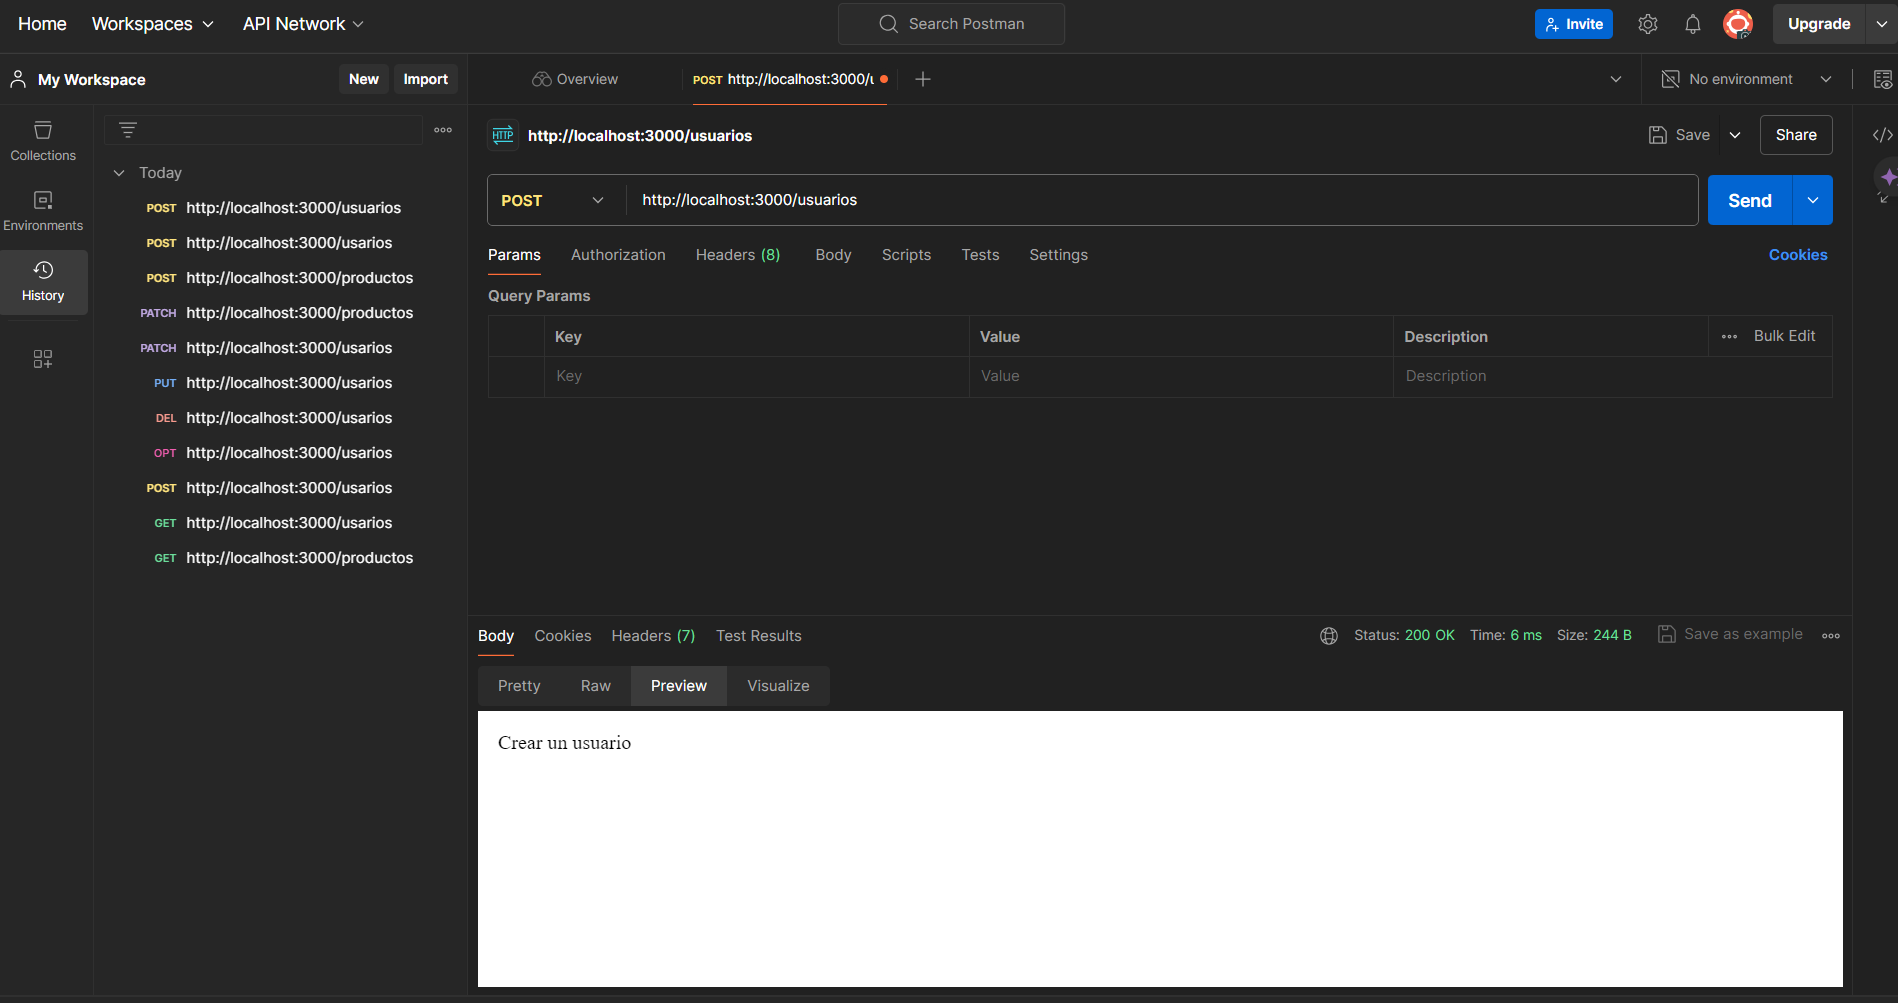 Home Workspaces API Network Search Postman Invite Upgrade
My Workspace New Import Overview POST http://localhost:3000/u No environment
HTTP http://localhost:3000/usuarios Save Share
Collections
Environments
History
Today
POST http://localhost:3000/usuarios
POST http://localhost:3000/usarios
POST http://localhost:3000/productos
PATCH http://localhost:3000/productos
PATCH http://localhost:3000/usarios
PUT http://localhost:3000/usarios
DEL http://localhost:3000/usarios
OPT http://localhost:3000/usarios
POST http://localhost:3000/usarios
GET http://localhost:3000/usarios
GET http://localhost:3000/productos
POST http://localhost:3000/usuarios Send
Params Authorization Headers (8) Body Scripts Tests Settings Cookies
Query Params
Key Value Description Bulk Edit
Key Value Description
Body Cookies Headers (7) Test Results Status: 200 OK Time: 6 ms Size: 244 B Save as example
Pretty Raw Preview Visualize
Crear un usuario